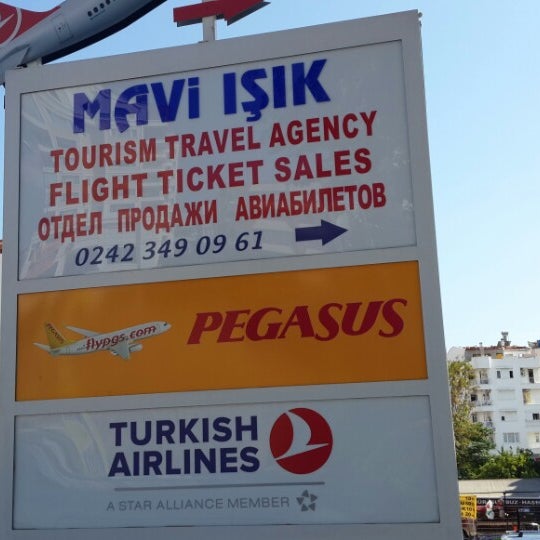 MAVi IŞIK
TOURISM TRAVEL AGENCY
FLIGHT TICKET SALES
ОТДЕЛ ПРОДАЖИ АВИАБИЛЕТОВ
0242 349 09 61
flypgs.com
PEGASUS
TURKISH
AIRLINES
A STAR ALLIANCE MEMBER